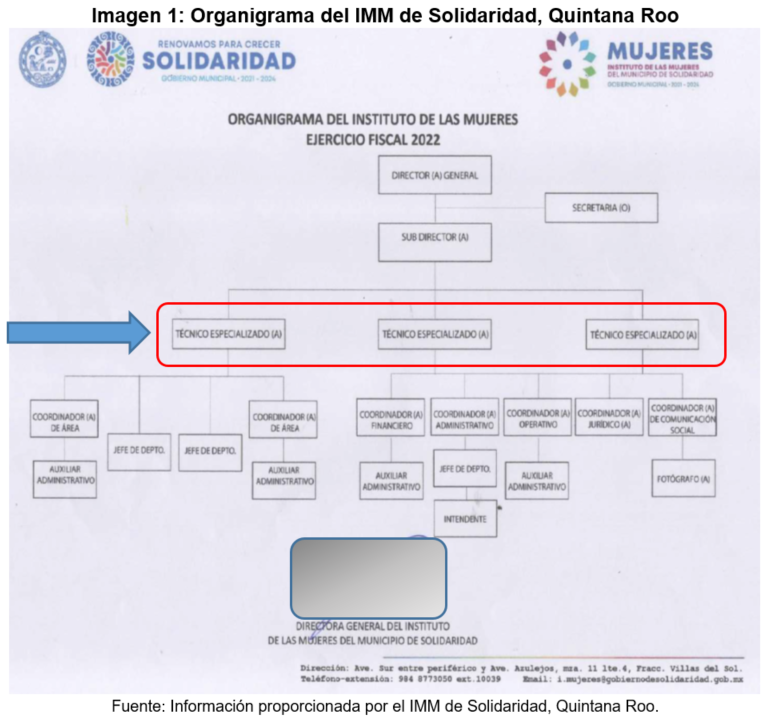 Imagen 1: Organigrama del IMM de Solidaridad, Quintana Roo
RENOVAMOS PARA CRECER
SOLIDARIDAD
GOBIERNO MUNICIPAL · 2021 - 2024
MUJERES
INSTITUTO DE LAS MUJERES
DEL MUNICIPIO DE SOLIDARIDAD
GOBIERNO MUNICIPAL · 2021 - 2024
ORGANIGRAMA DEL INSTITUTO DE LAS MUJERES
EJERCICIO FISCAL 2022
DIRECTOR (A) GENERAL
SECRETARIA (O)
SUB DIRECTOR (A)
TÉCNICO ESPECIALIZADO (A)
TÉCNICO ESPECIALIZADO (A)
TÉCNICO ESPECIALIZADO (A)
COORDINADOR (A)
DE ÁREA
JEFE DE DEPTO.
JEFE DE DEPTO.
COORDINADOR (A)
DE ÁREA
COORDINADOR (A)
FINANCIERO
COORDINADOR (A)
ADMINISTRATIVO
COORDINADOR (A)
OPERATIVO
COORDINADOR (A)
JURÍDICO (A)
COORDINADOR (A)
DE COMUNICACIÓN
SOCIAL
AUXILIAR
ADMINISTRATIVO
AUXILIAR
ADMINISTRATIVO
AUXILIAR
ADMINISTRATIVO
JEFE DE DEPTO.
AUXILIAR
ADMINISTRATIVO
FOTÓGRAFO (A)
INTENDENTE
DIRECTORA GENERAL DEL INSTITUTO
DE LAS MUJERES DEL MUNICIPIO DE SOLIDARIDAD
Dirección: Ave. Sur entre periférico y Ave. Azulejos, mza. 11 lte.4, Fracc. Villas del Sol.
Teléfono-extensión: 984 8773050 ext.10039 Email: i.mujeres@gobiernodesolidaridad.gob.mx
Fuente: Información proporcionada por el IMM de Solidaridad, Quintana Roo.